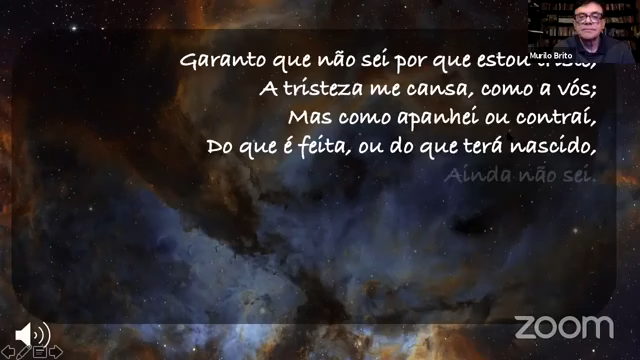 Murilo Brito
Garanto que não sei por que estou
A tristeza me cansa, como a vós;
Mas como apanhei ou contraí,
Do que é feita, ou do que terá nascido,
Ainda não sei.
zoom